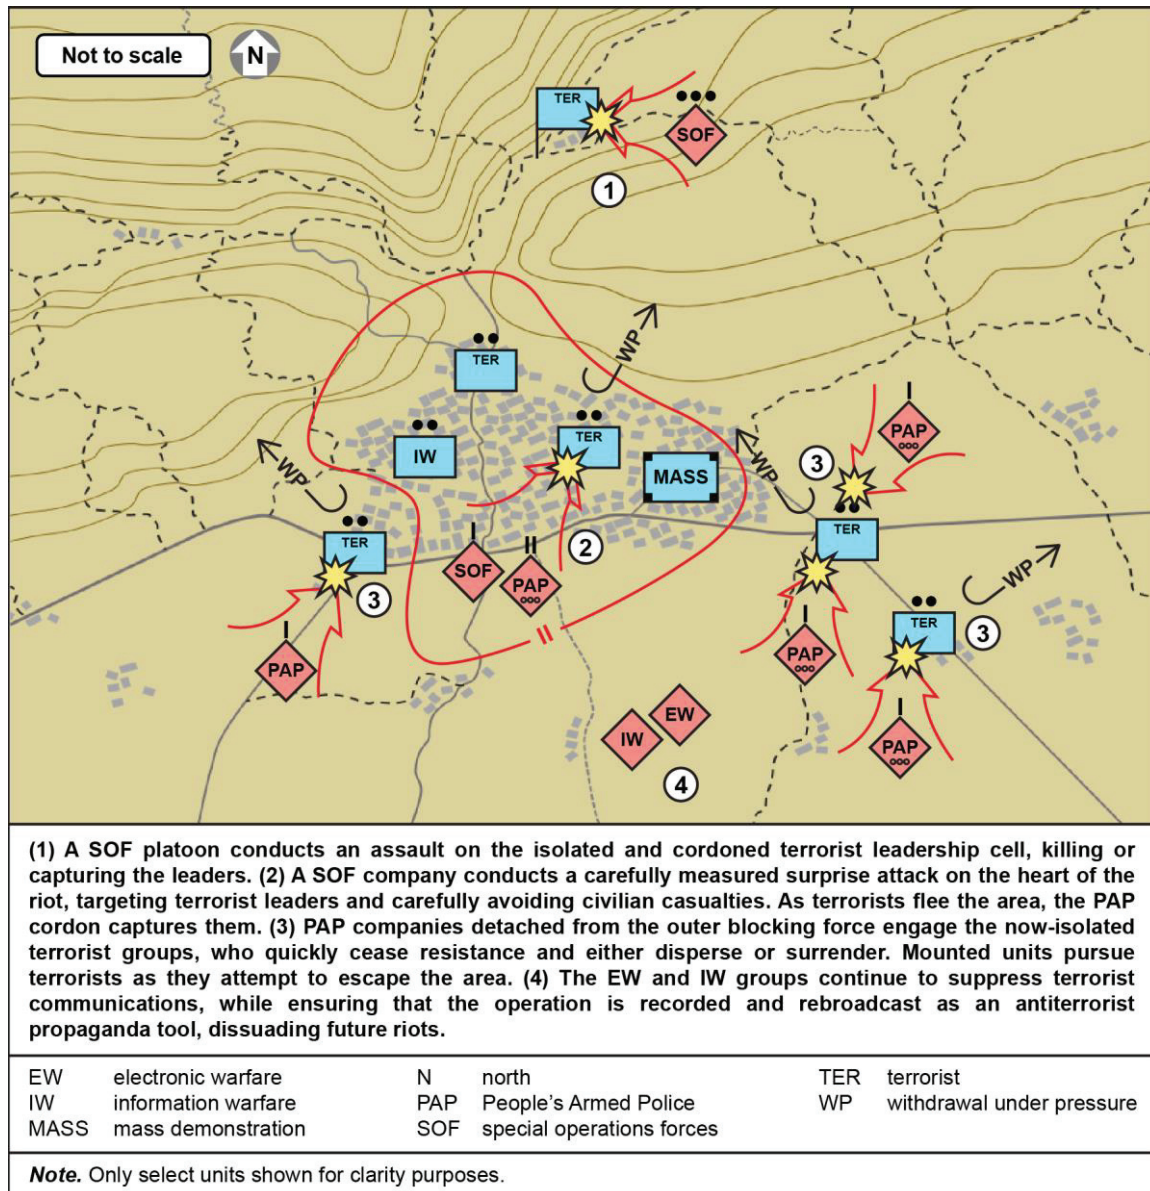 Not to scale
N
TER
SOF
1
WP
TER
PAP
IW
TER
WP
MASS
WP
3
TER
3
SOF
PAP
2
TER
WP
TER
3
PAP
PAP
IW
EW
4
PAP
(1) A SOF platoon conducts an assault on the isolated and cordoned terrorist leadership cell, killing or
capturing the leaders. (2) A SOF company conducts a carefully measured surprise attack on the heart of the
riot, targeting terrorist leaders and carefully avoiding civilian casualties. As terrorists flee the area, the PAP
cordon captures them. (3) PAP companies detached from the outer blocking force engage the now-isolated
terrorist groups, who quickly cease resistance and either disperse or surrender. Mounted units pursue
terrorists as they attempt to escape the area. (4) The EW and IW groups continue to suppress terrorist
communications, while ensuring that the operation is recorded and rebroadcast as an antiterrorist
propaganda tool, dissuading future riots.
EW electronic warfare N north TER terrorist
IW information warfare PAP People's Armed Police WP withdrawal under pressure
MASS mass demonstration SOF special operations forces
Note. Only select units shown for clarity purposes.